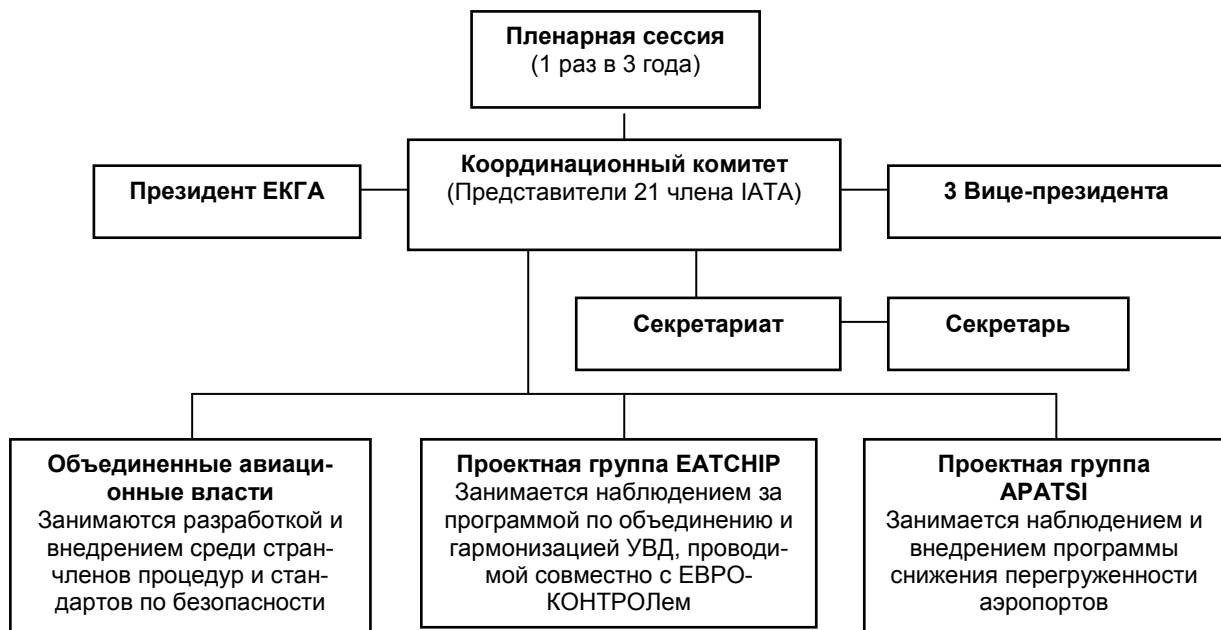 Пленарная сессия
(1 раз в 3 года)
Президент ЕКГА
Координационный комитет
(Представители 21 члена IATA)
3 Вице-президента
Секретариат
Секретарь
Объединенные авиаци-
онные власти
Занимаются разработкой и
внедрением среди стран-
членов процедур и стан-
дартов по безопасности
Проектная группа EATCHIP
Занимается наблюдением за
программой по объединению и
гармонизацией УВД, проводи-
мой совместно с ЕВРО-
КОНТРОЛем
Проектная группа
APATSI
Занимается наблюдением и
внедрением программы
снижения перегруженности
аэропортов